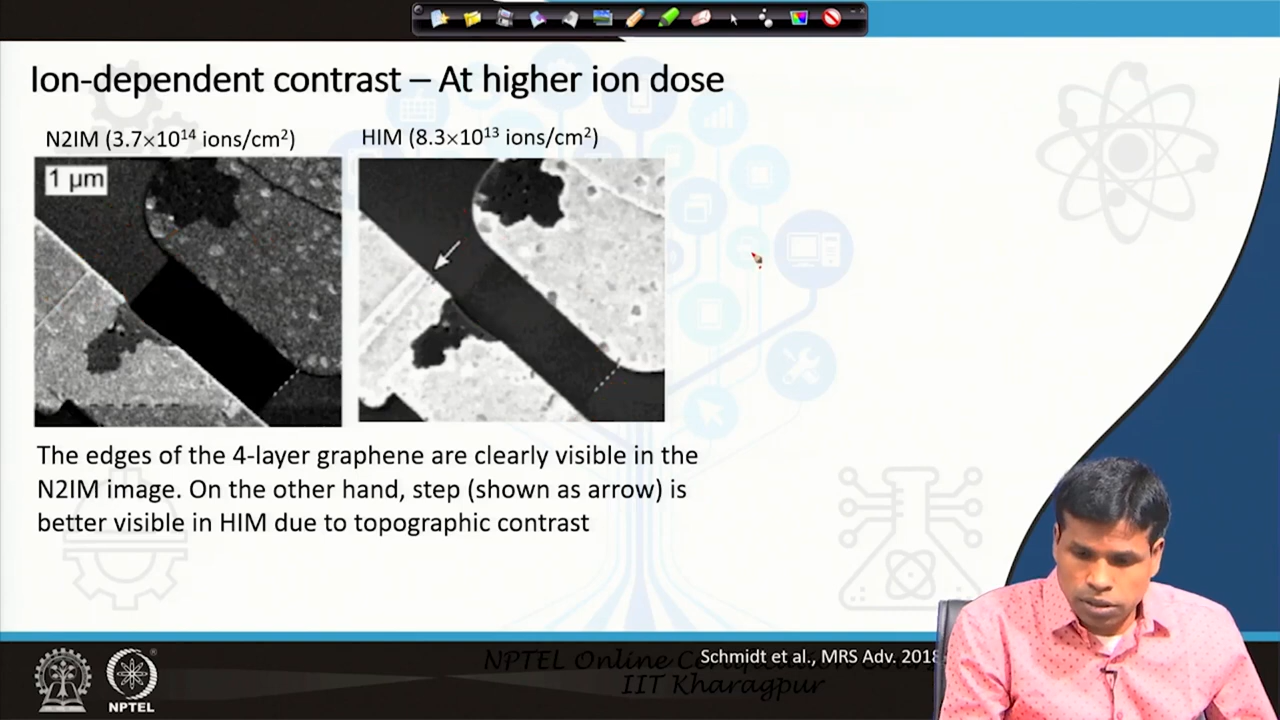 Ion-dependent contrast – At higher ion dose
N2IM (3.7×10¹⁴ ions/cm²)
HIM (8.3×10¹³ ions/cm²)
1 μm
The edges of the 4-layer graphene are clearly visible in the
N2IM image. On the other hand, step (shown as arrow) is
better visible in HIM due to topographic contrast
Schmidt et al., MRS Adv. 2018
NPTEL Online
IIT Kharagpur
NPTEL